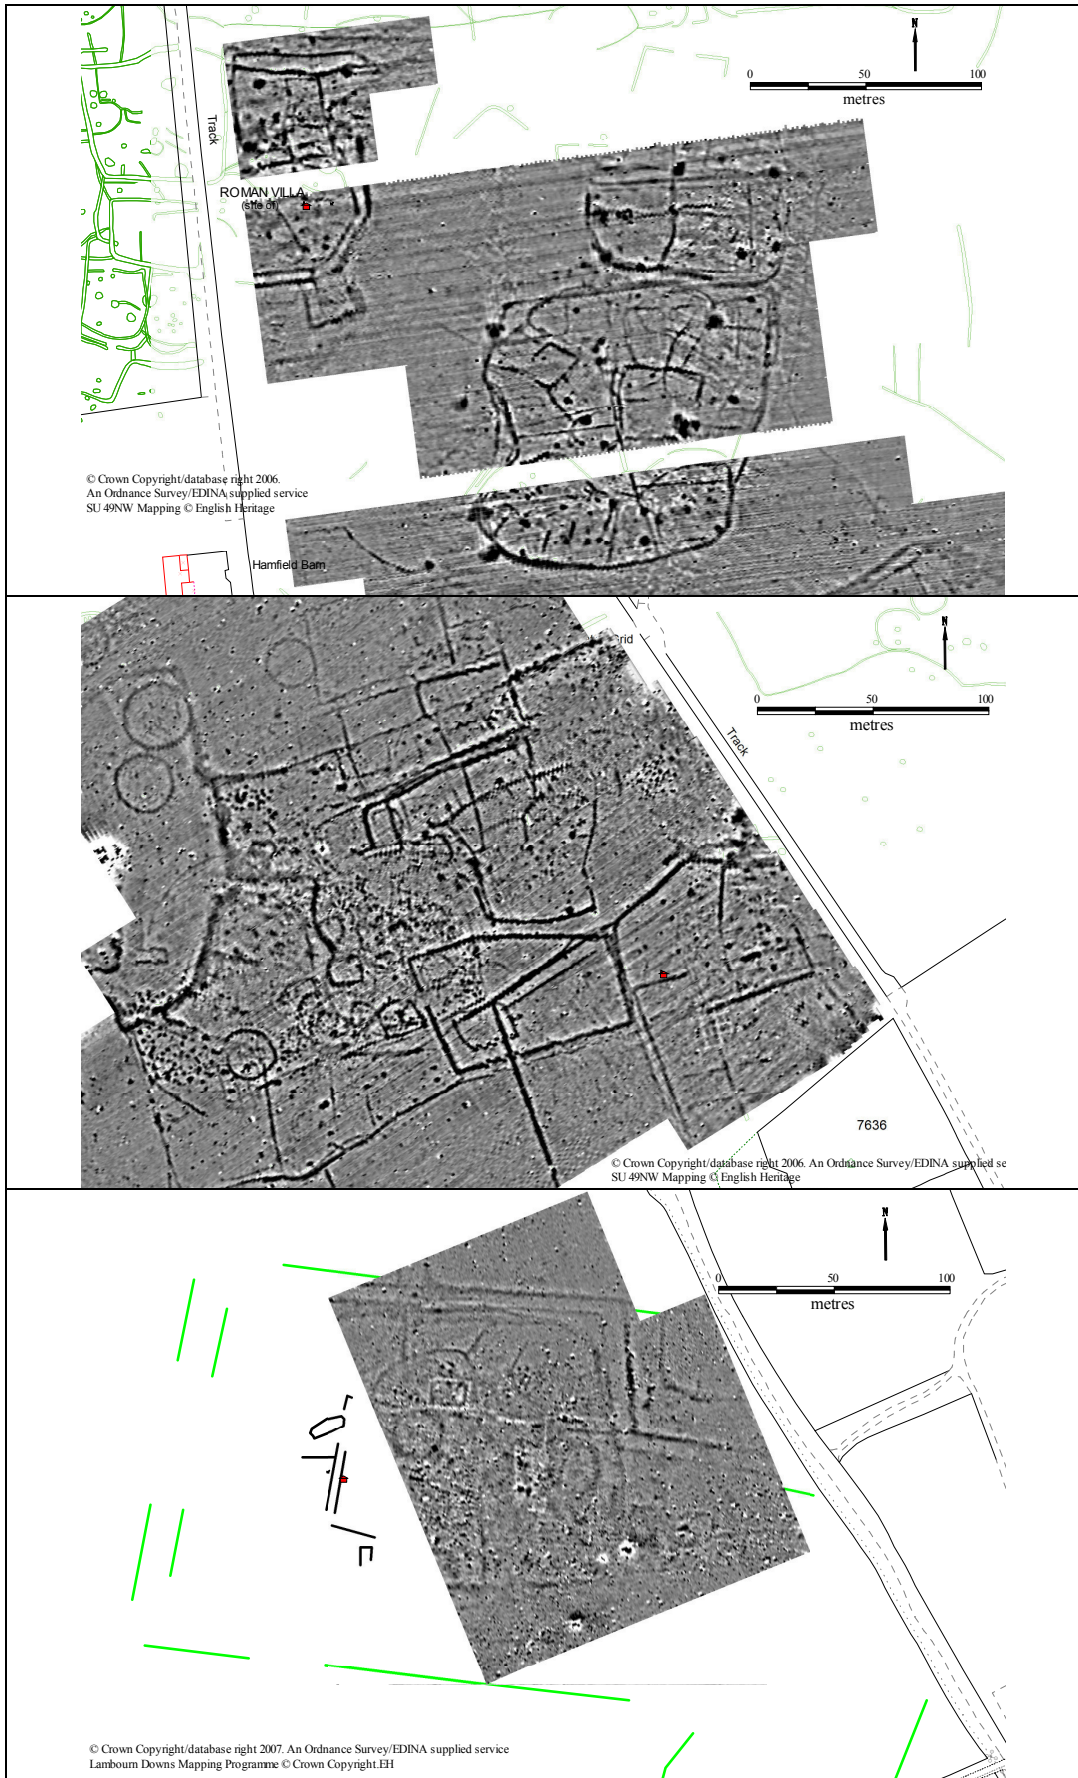 N
0 50 100
metres
Track
ROMAN VILLA
(site of)
© Crown Copyright/database right 2006.
An Ordnance Survey/EDINA supplied service
SU 49NW Mapping © English Heritage
Hamfield Barn
N
0 50 100
metres
Track
7636
© Crown Copyright/database right 2006. An Ordnance Survey/EDINA supplied se
SU 49NW Mapping © English Heritage
N
0 50 100
metres
© Crown Copyright/database right 2007. An Ordnance Survey/EDINA supplied service
Lambourn Downs Mapping Programme © Crown Copyright.EH